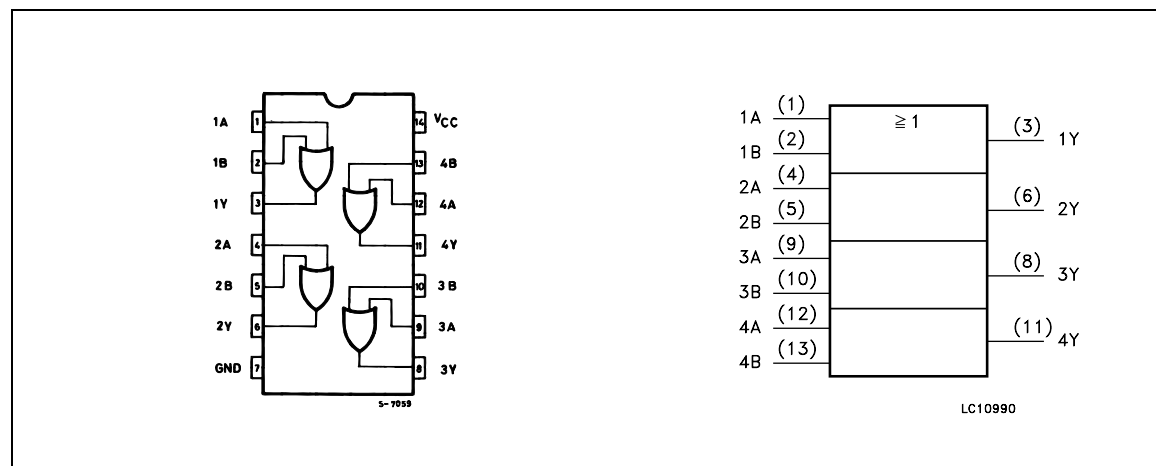 1A 1 14 VCC
1B 2 13 4B
1Y 3 12 4A
2A 4 11 4Y
2B 5 10 3B
2Y 6 9 3A
GND 7 8 3Y
S-7059
1A (1) ≧ 1
(3) 1Y
1B (2)
2A (4)
(6) 2Y
2B (5)
3A (9)
(8) 3Y
3B (10)
4A (12)
(11) 4Y
4B (13)
LC10990